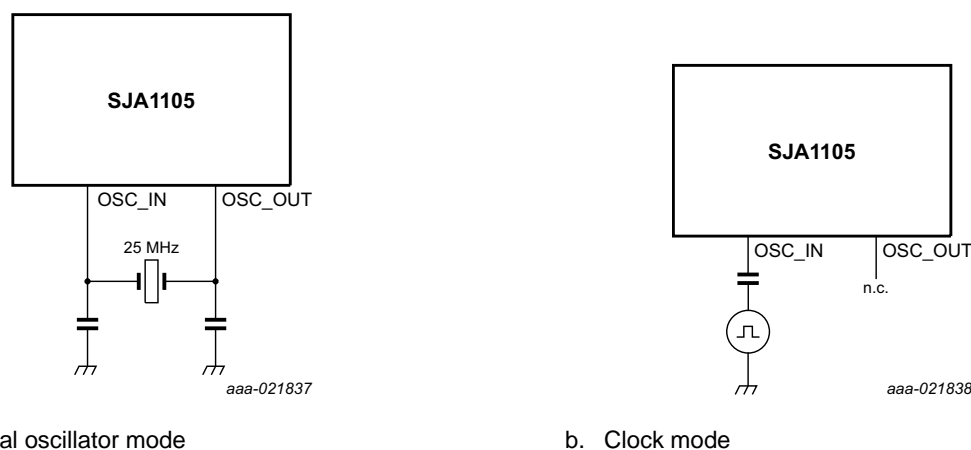 SJA1105
OSC_IN OSC_OUT
25 MHz
aaa-021837
al oscillator mode
SJA1105
OSC_IN OSC_OUT
n.c.
aaa-021838
b. Clock mode